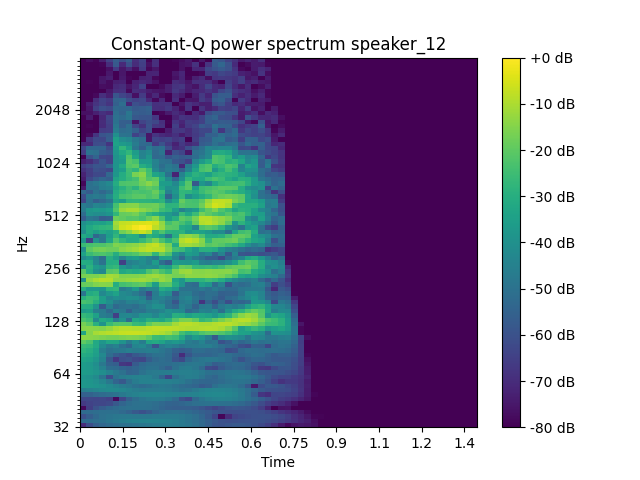 Constant-Q power spectrum speaker_12
Hz
2048
1024
512
256
128
64
32
0 0.15 0.3 0.45 0.6 0.75 0.9 1.1 1.2 1.4
Time
+0 dB
-10 dB
-20 dB
-30 dB
-40 dB
-50 dB
-60 dB
-70 dB
-80 dB